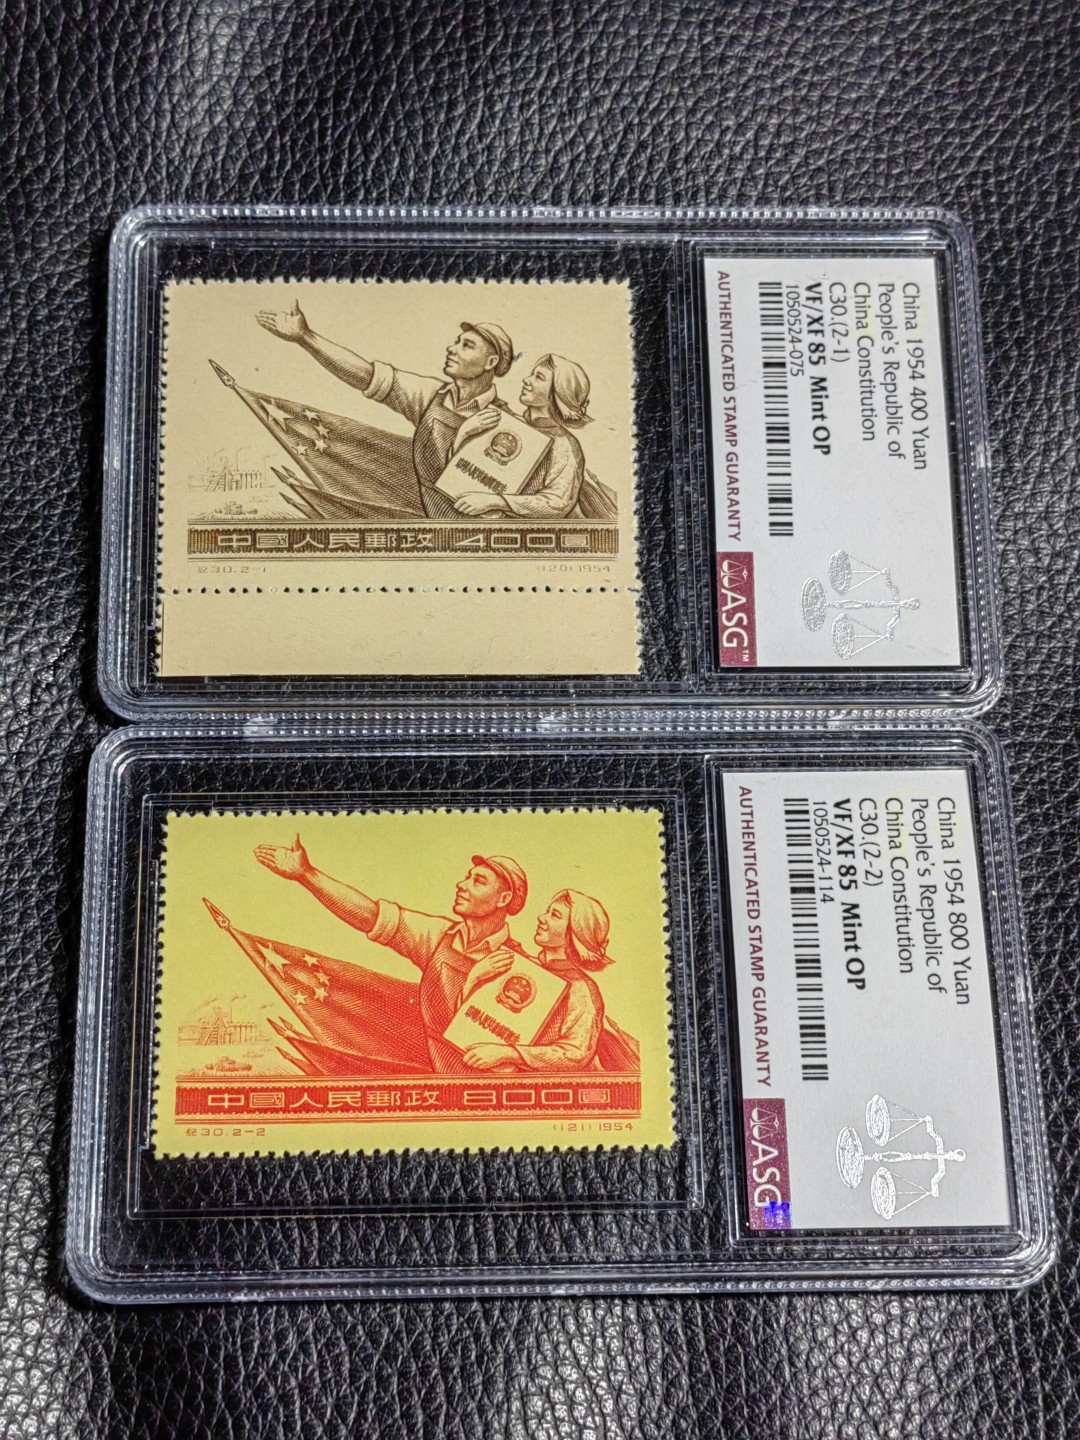 中國人民郵政 400圓
紀30.2-1 (120) 1954
China 1954 400 Yuan
People's Republic of
China Constitution
C30.(2-1)
VF/XF 85 Mint OP
1050524-075
AUTHENTICATED STAMP GUARANTY
ASG™
中國人民郵政 800圓
紀30.2-2 (121) 1954
China 1954 800 Yuan
People's Republic of
China Constitution
C30.(2-2)
VF/XF 85 Mint OP
1050524-114
AUTHENTICATED STAMP GUARANTY
ASG